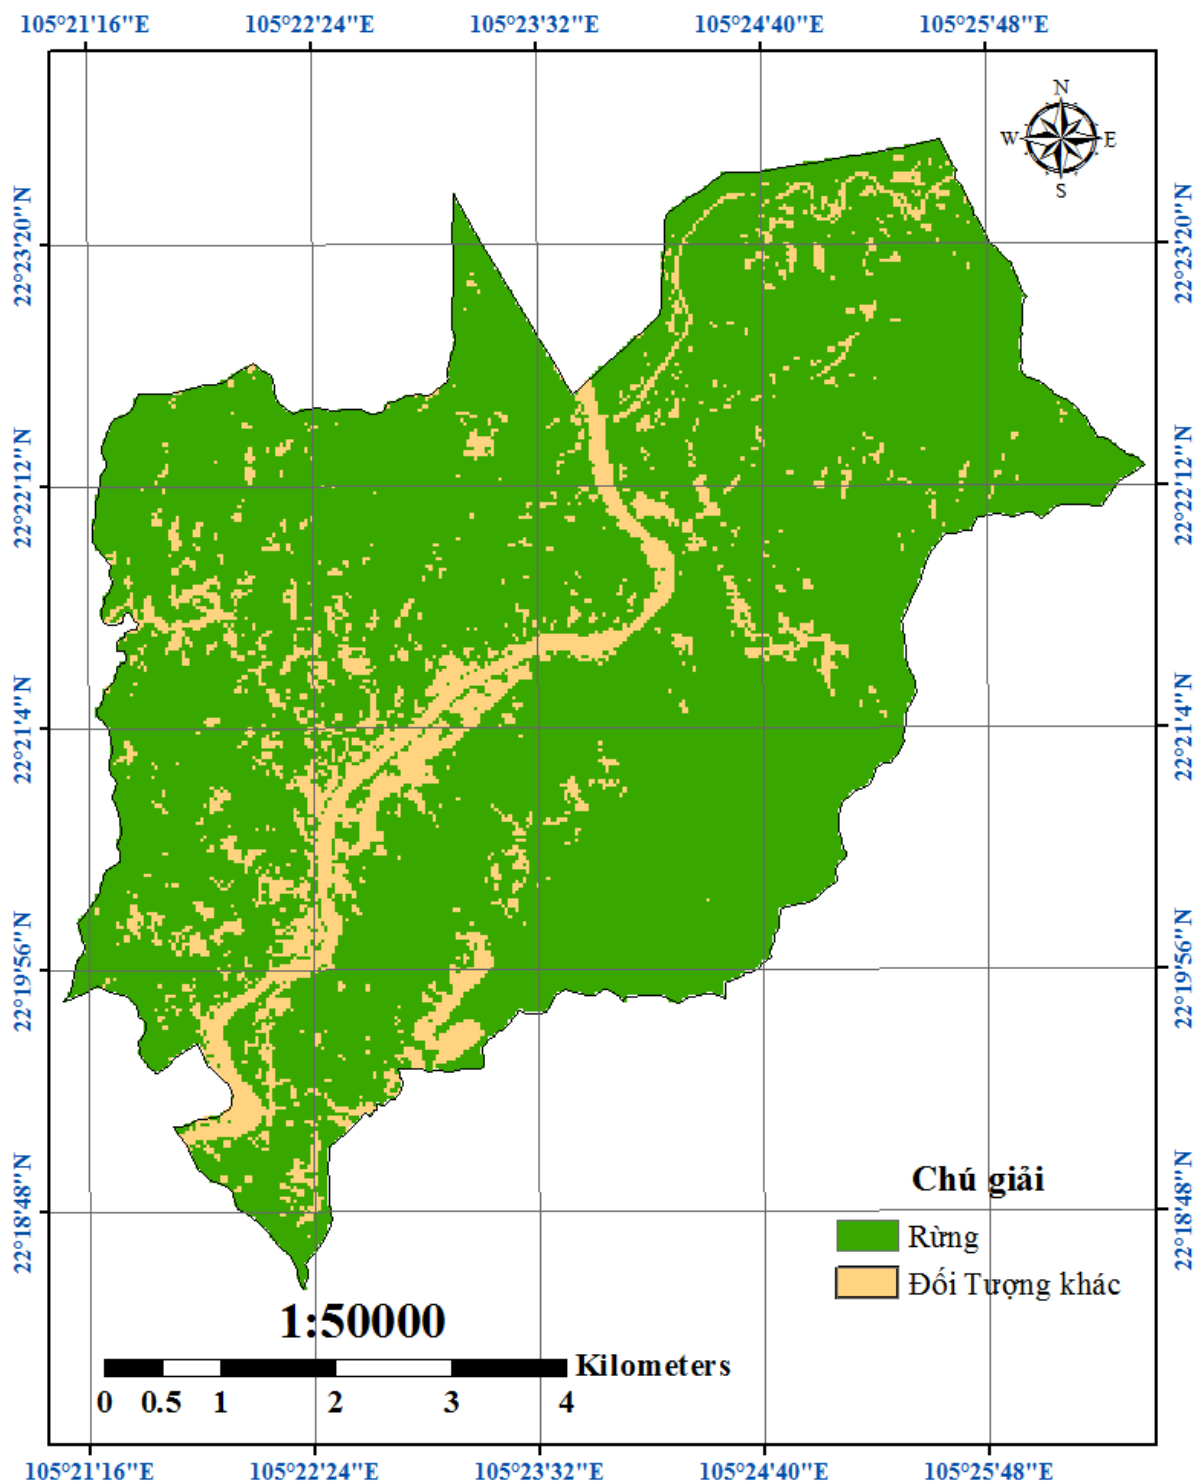 105°21'16"E 105°22'24"E 105°23'32"E 105°24'40"E 105°25'48"E
N
W E
S
22°23'20"N 22°23'20"N
22°22'12"N 22°22'12"N
22°21'4"N 22°21'4"N
22°19'56"N 22°19'56"N
22°18'48"N 22°18'48"N
Chú giải
Rừng
Đối Tượng khác
1:50000
Kilometers
0 0.5 1 2 3 4
105°21'16"E 105°22'24"E 105°23'32"E 105°24'40"E 105°25'48"E